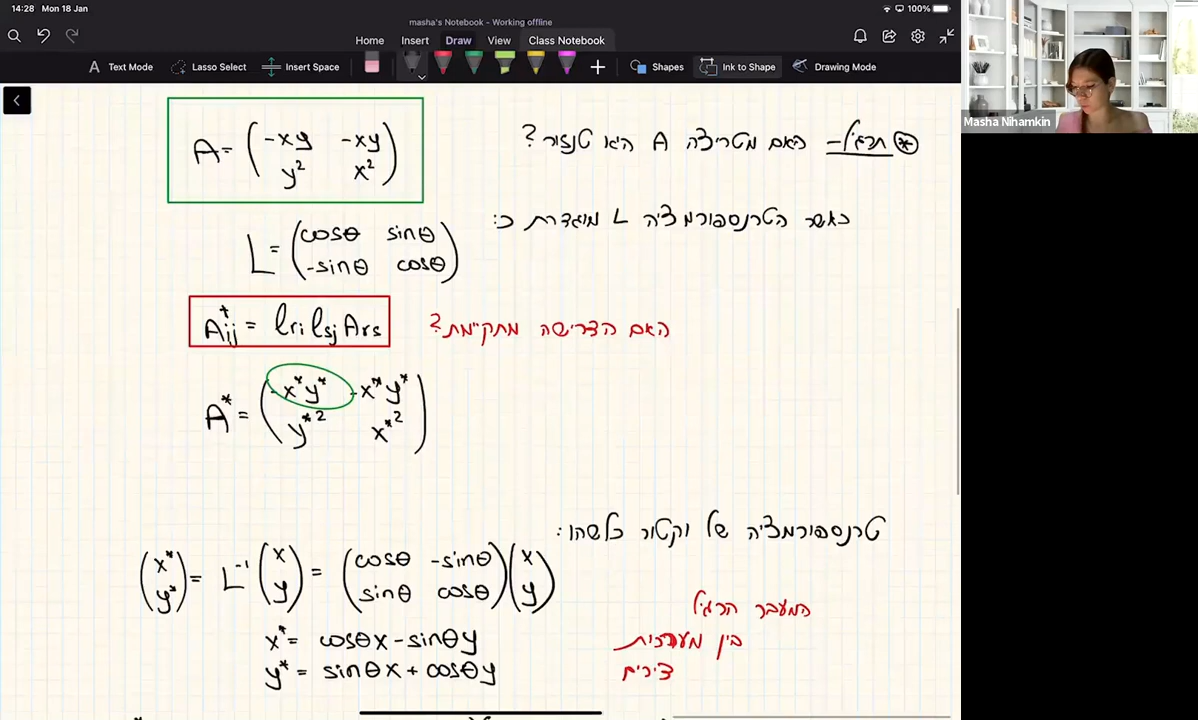 14:28 Mon 18 Jan
100%
masha's Notebook - Working offline
Home Insert Draw View Class Notebook
Text Mode Lasso Select Insert Space Shapes Ink to Shape Drawing Mode
Masha Nihamkin
תרגיל – האם מטריצה A היא טנזור?
A = (-xy -xy
y² x²)
כאשר הטרנספורמציה L מוגדרת כ:
L = (cosθ sinθ
-sinθ cosθ)
A*ij = lri lsj Ars
האם הדרישה מתקיימת?
A* = (-x*y* -x*y*
y*² x*²)
טרנספורמציה של וקטור כלשהו:
(x* y*) = L⁻¹ (x y) = (cosθ -sinθ
sinθ cosθ) (x y)
המעבר הרגיל
x* = cosθx - sinθy
בין מערכות
y* = sinθx + cosθy
צירים